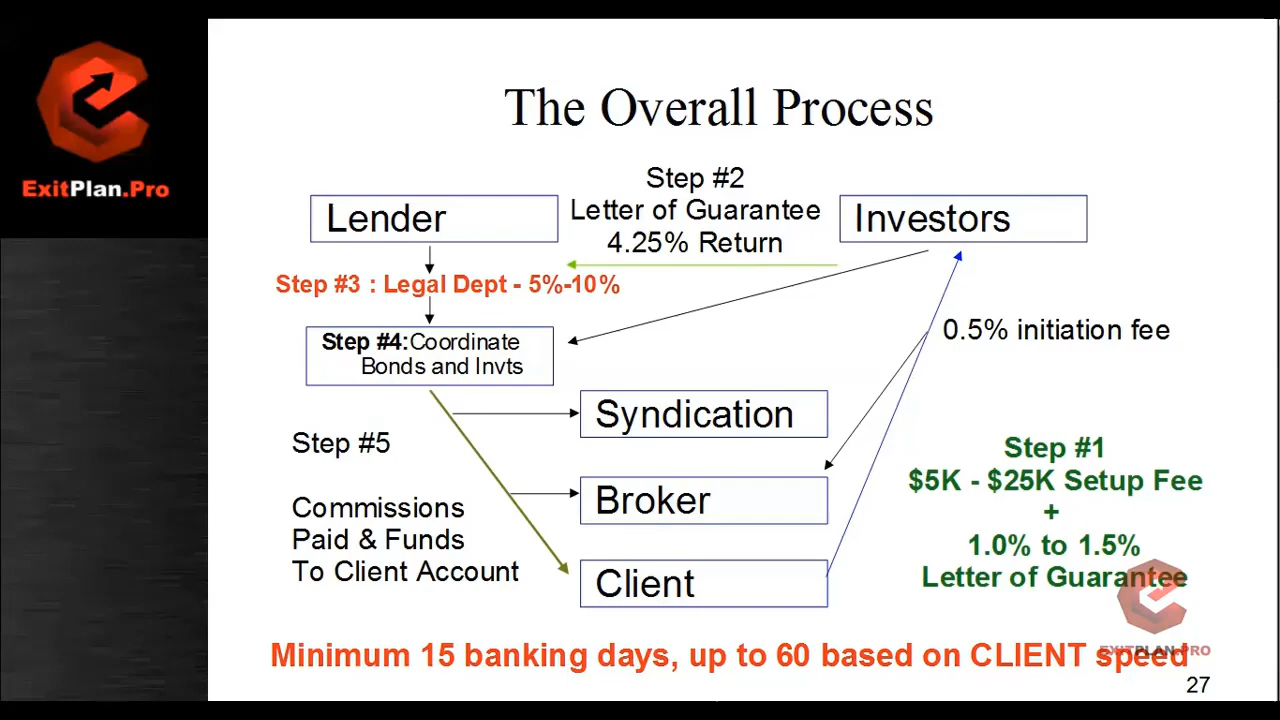 ExitPlan.Pro
The Overall Process
Step #2
Letter of Guarantee
4.25% Return
Lender
Investors
Step #3 : Legal Dept - 5%-10%
0.5% initiation fee
Step #4:Coordinate
Bonds and Invts
Syndication
Step #5
Commissions
Paid & Funds
To Client Account
Broker
Client
Step #1
$5K - $25K Setup Fee
+
1.0% to 1.5%
Letter of Guarantee
EXITPLAN.PRO
Minimum 15 banking days, up to 60 based on CLIENT speed
27